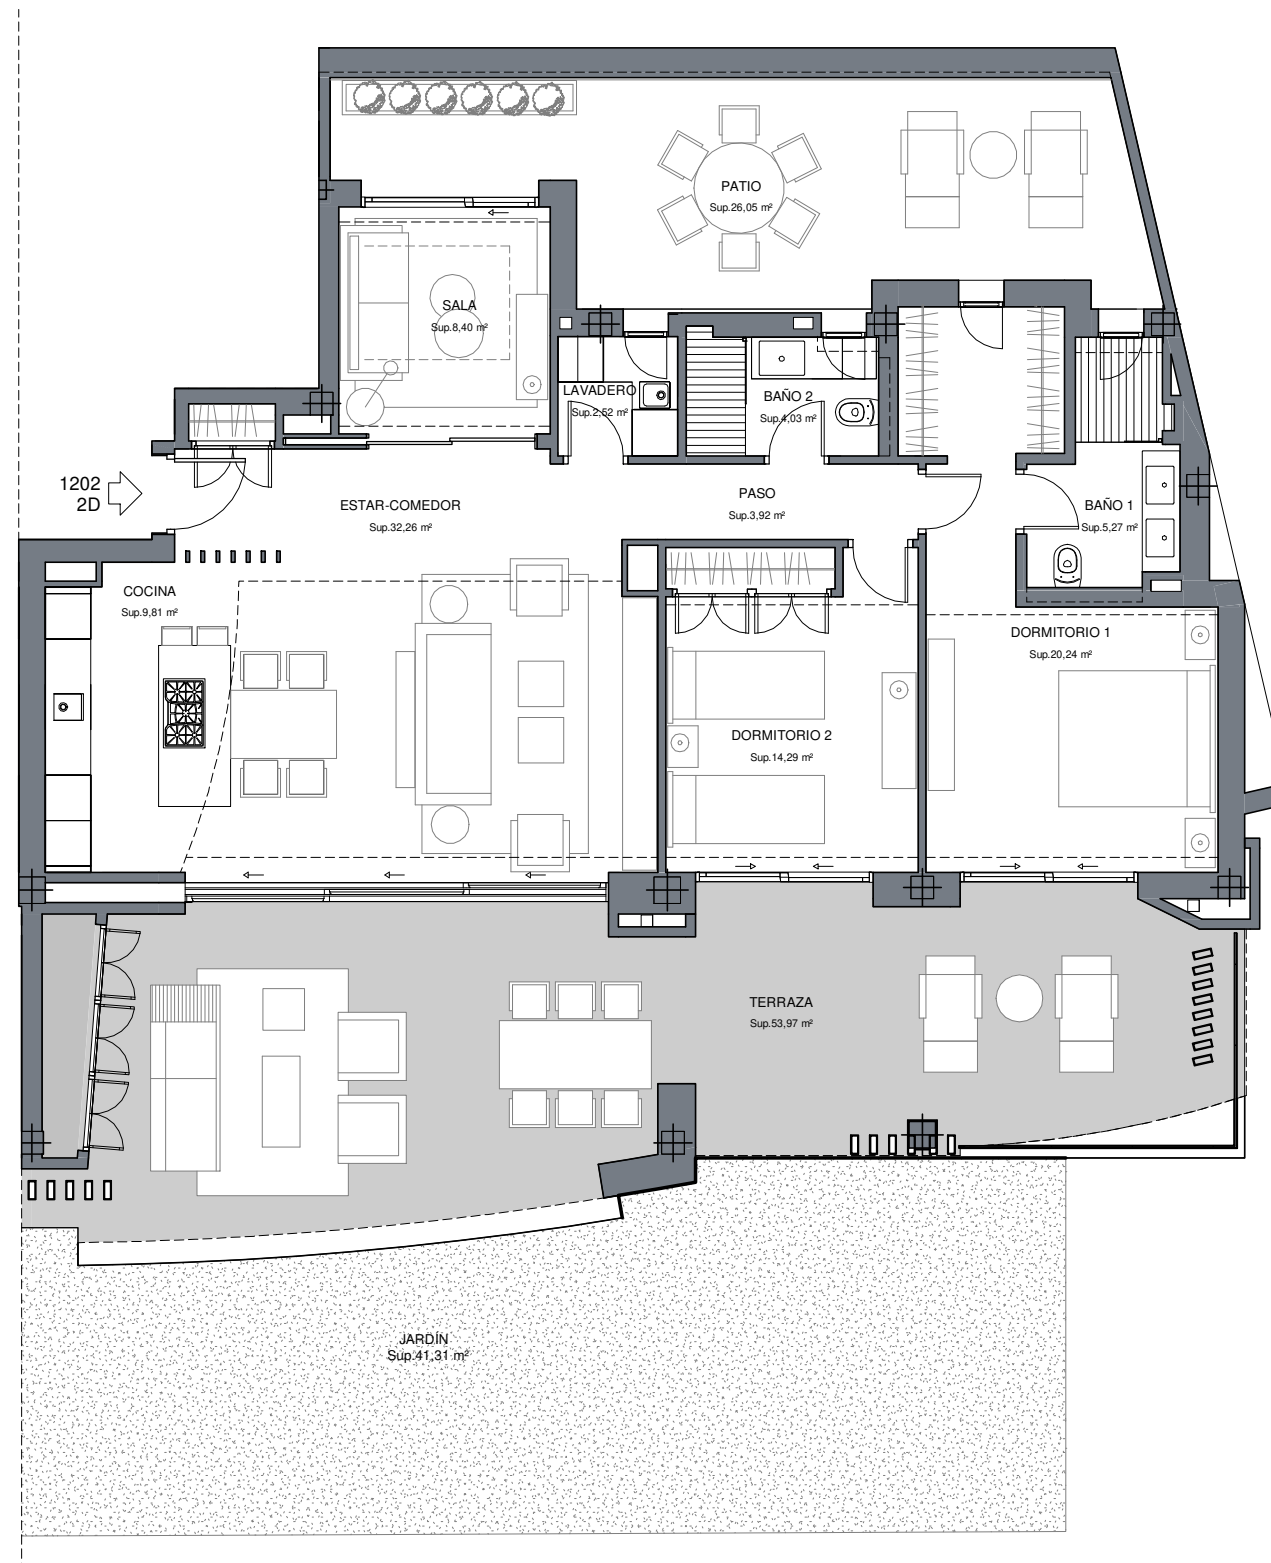 PATIO
Sup.26,05 m²
SALA
Sup.8,40 m²
LAVADERO
Sup.2,52 m²
BAÑO 2
Sup.4,03 m²
1202
2D
ESTAR-COMEDOR
Sup.32,26 m²
PASO
Sup.3,92 m²
BAÑO 1
Sup.5,27 m²
COCINA
Sup.9,81 m²
DORMITORIO 1
Sup.20,24 m²
DORMITORIO 2
Sup.14,29 m²
TERRAZA
Sup.53,97 m²
JARDÍN
Sup.41,31 m²